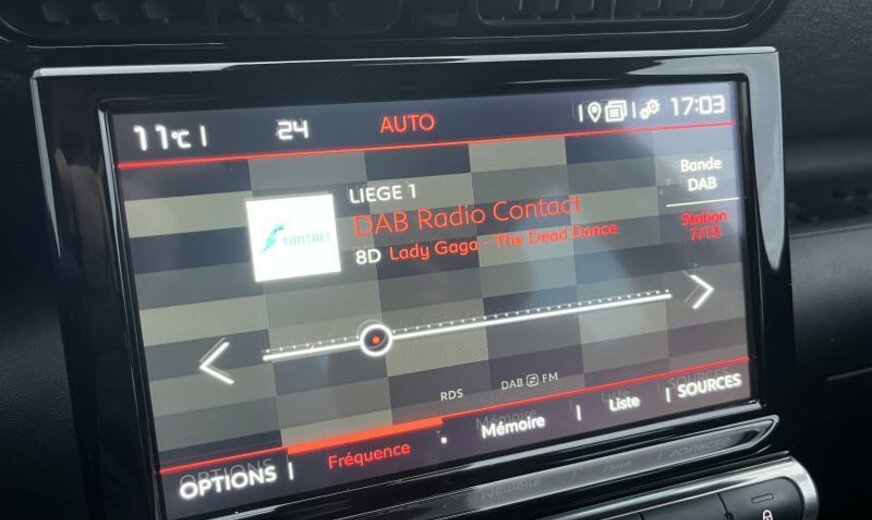 11°C 24 AUTO 17:03
LIEGE 1
Bande
DAB
DAB Radio Contact
CONTACT
8D Lady Gaga - The Dead Dance
Station
7/13
RDS DAB FM
OPTIONS Fréquence Mémoire Liste SOURCES